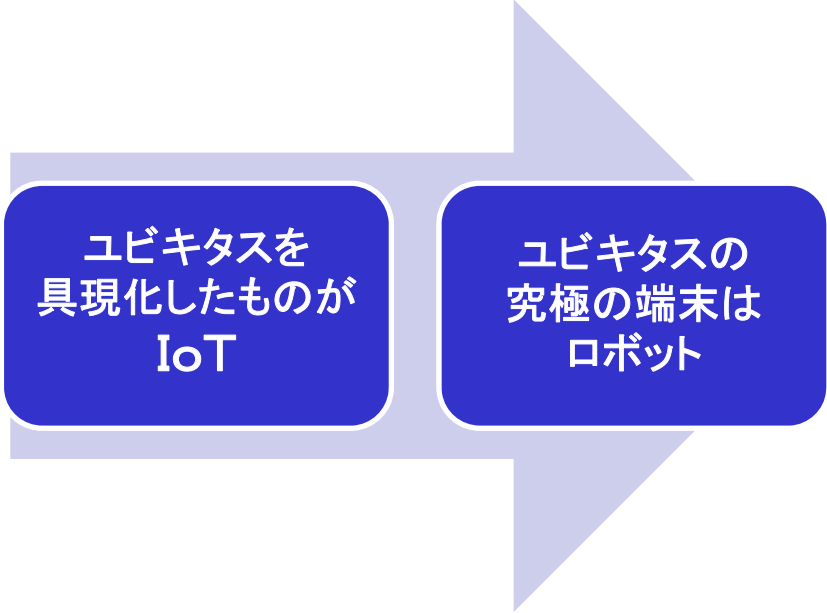 ユビキタスを
具現化したものが
ＩｏＴ
ユビキタスの
究極の端末は
ロボット